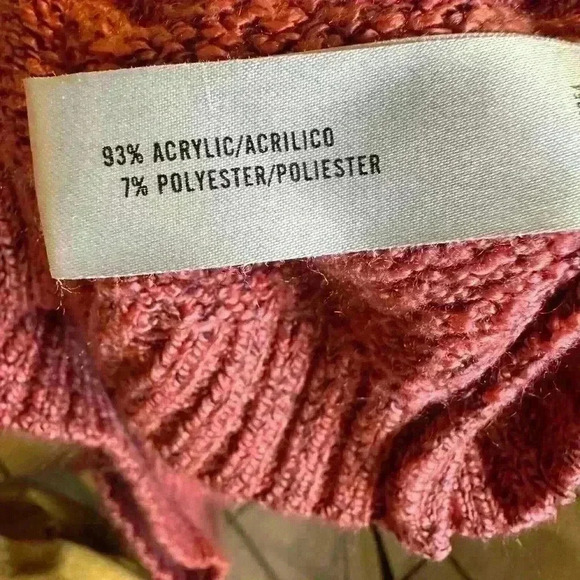 93% ACRYLIC/ACRILICO
7% POLYESTER/POLIESTER